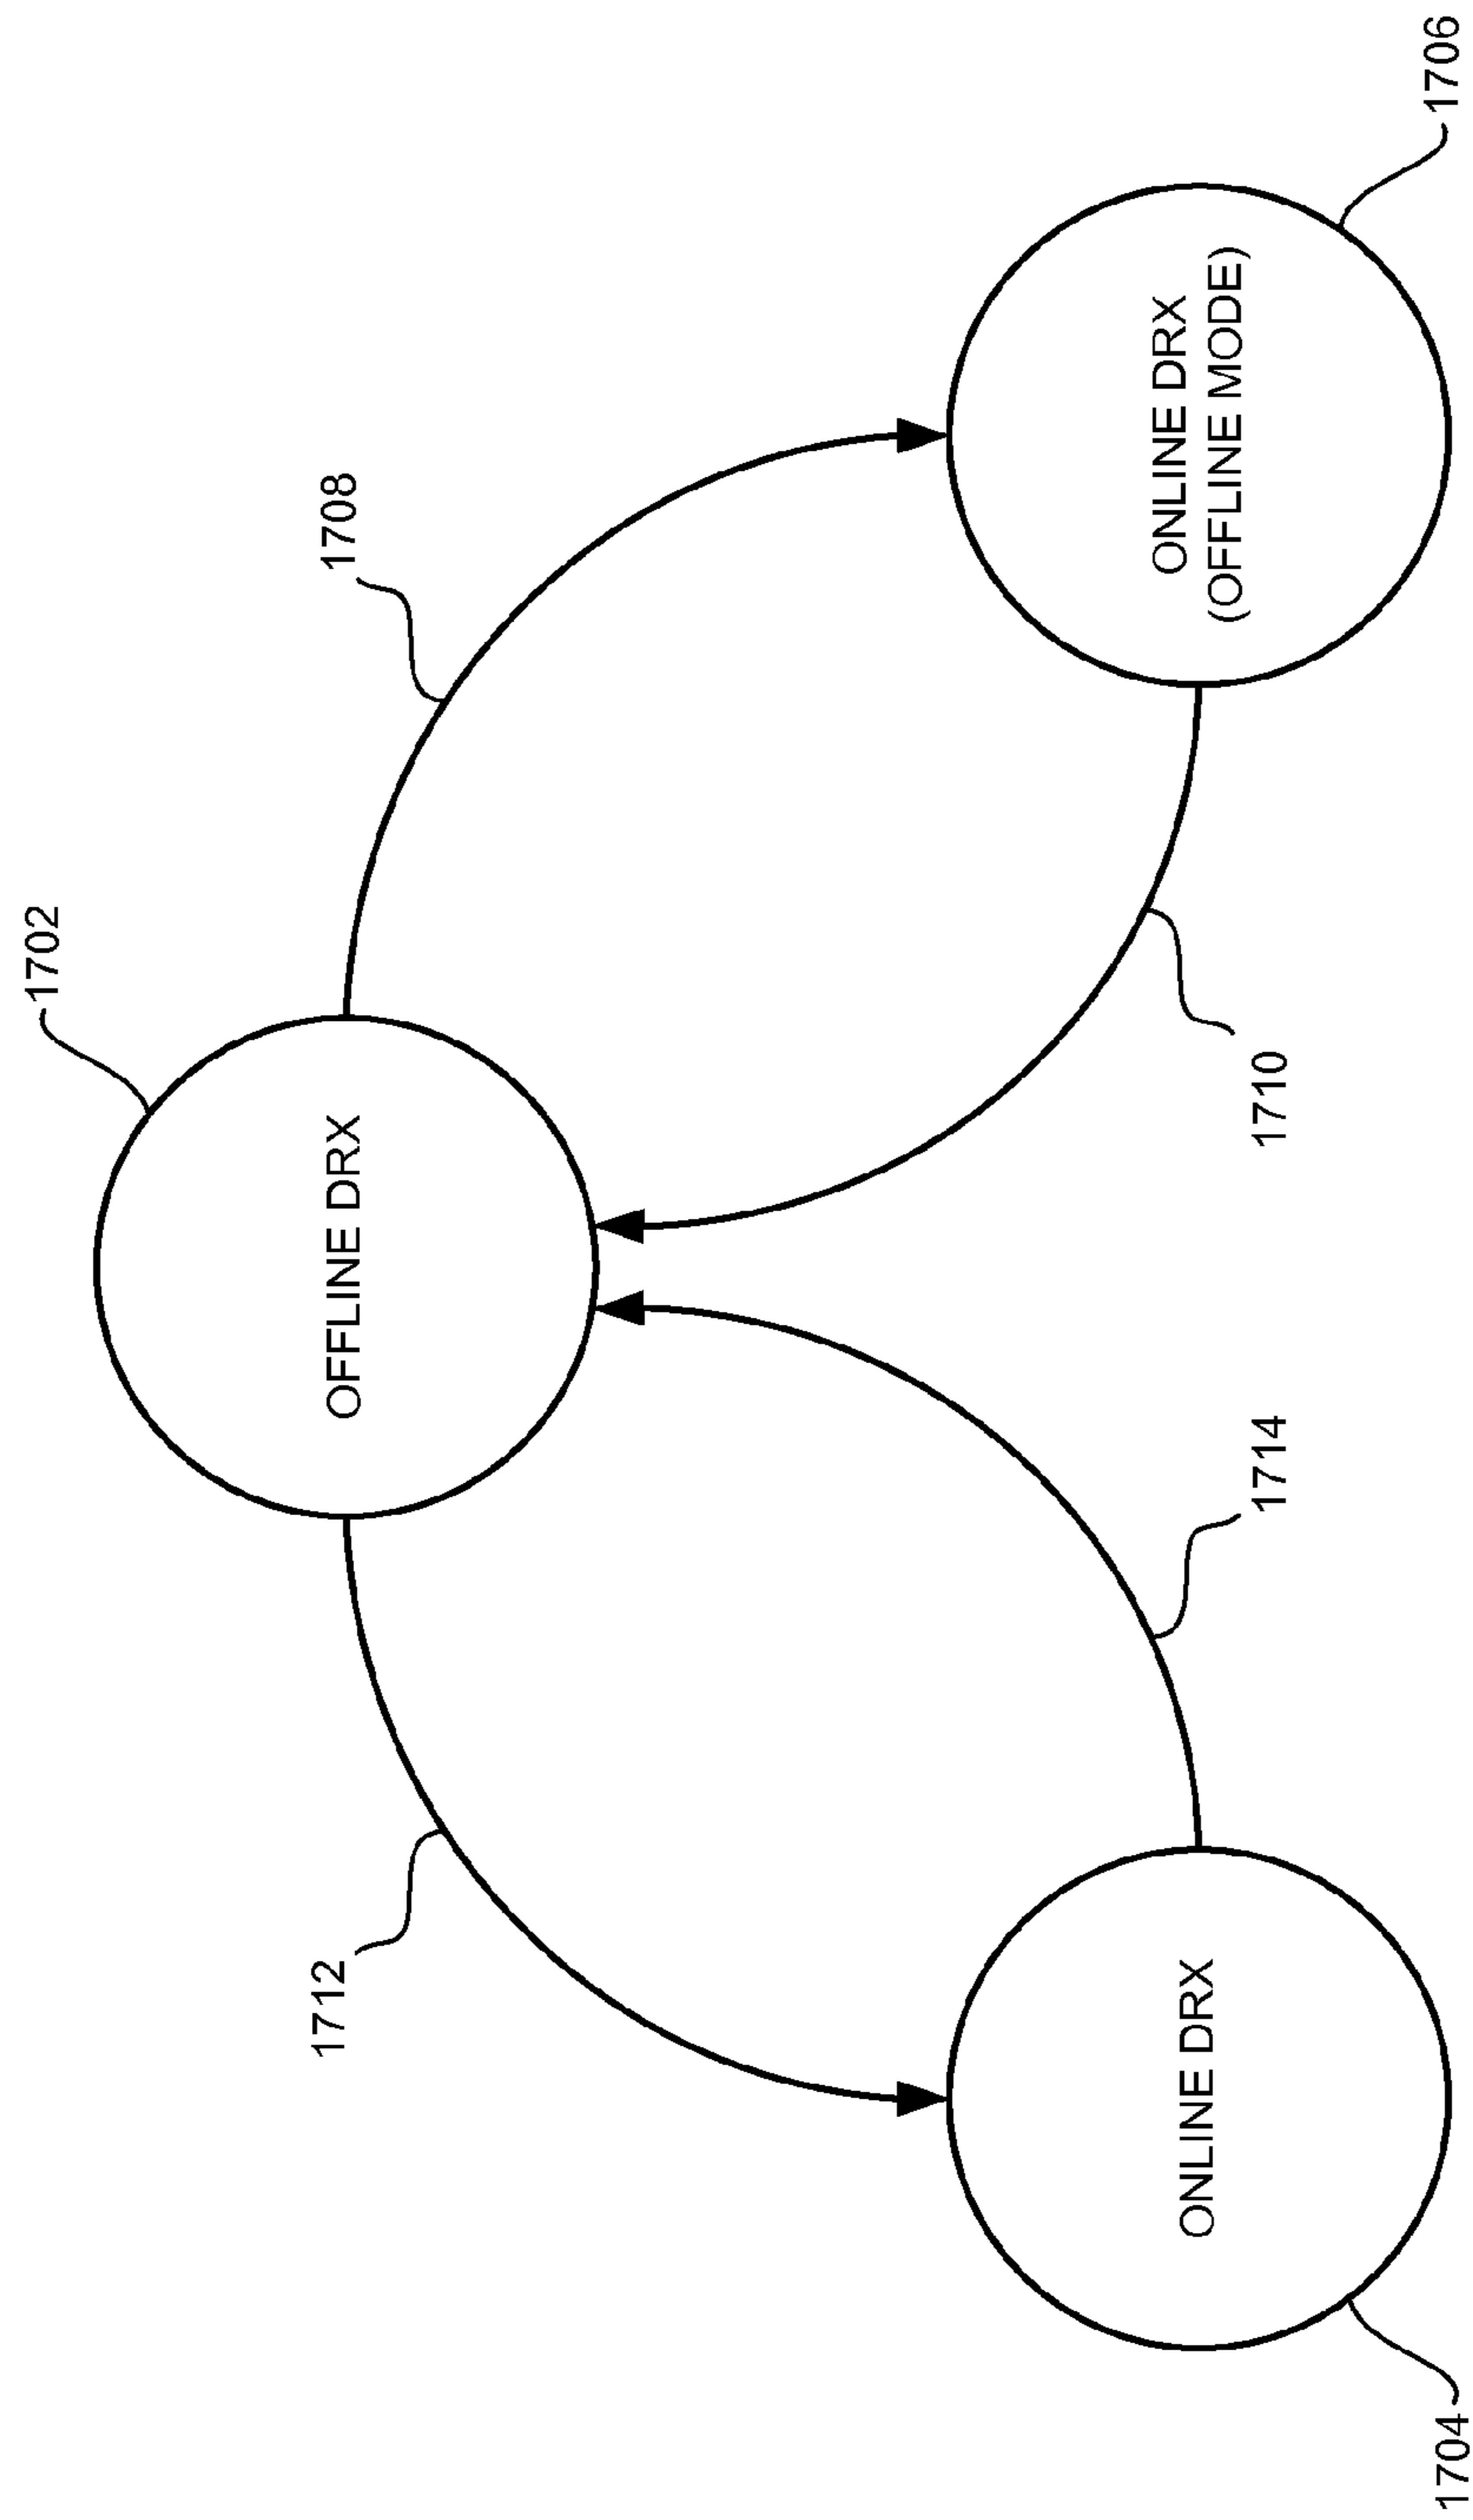 1702
OFFLINE DRX
1712
1708
1714
1710
ONLINE DRX
ONLINE DRX
(OFFLINE MODE)
1704
1706